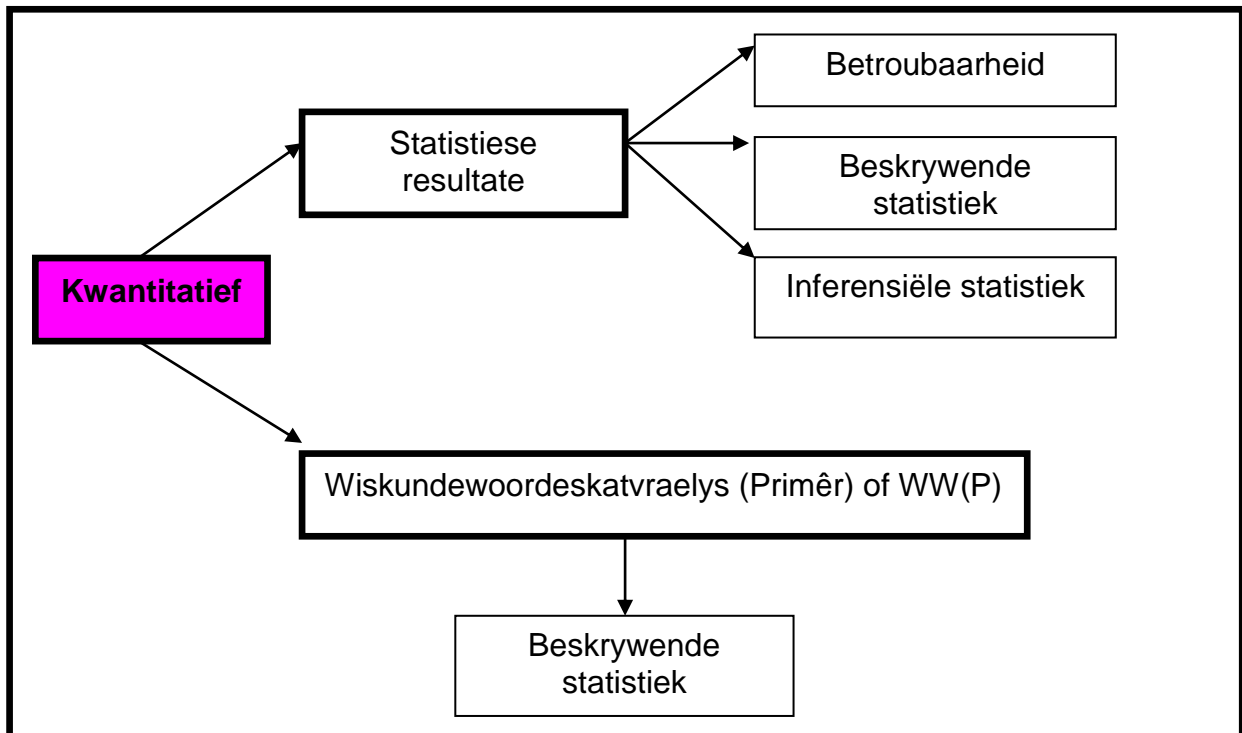 Betroubaarheid
Statistiese
resultate
Beskrywende
statistiek
Kwantitatief
Inferensiële statistiek
Wiskundewoordeskatvraelys (Primêr) of WW(P)
Beskrywende
statistiek